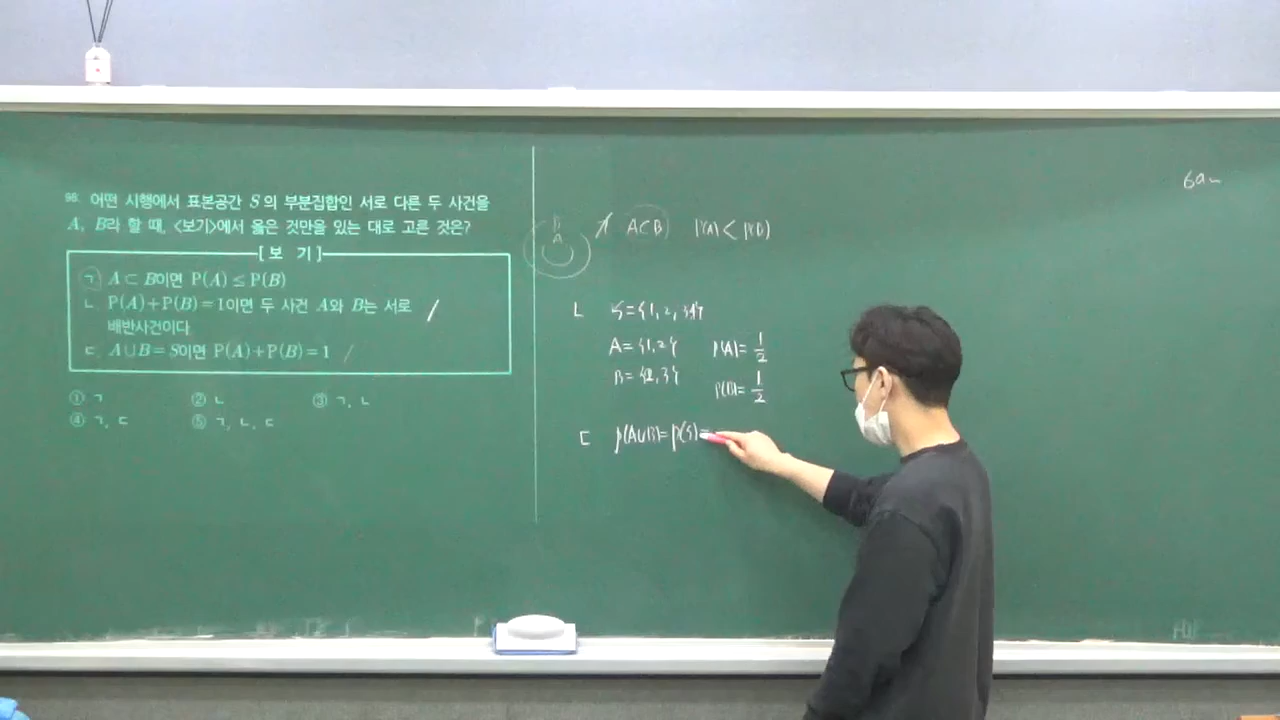 98. 어떤 시행에서 표본공간 S의 부분집합인 서로 다른 두 사건을
A, B라 할 때, <보기>에서 옳은 것만을 있는 대로 고른 것은?
[보 기]
ㄱ A⊂B이면 P(A)≤P(B)
ㄴ P(A)+P(B)=1이면 두 사건 A와 B는 서로
배반사건이다
ㄷ A∪B=S이면 P(A)+P(B)=1
① ㄱ ② ㄴ ③ ㄱ, ㄴ
④ ㄱ, ㄷ ⑤ ㄱ, ㄴ, ㄷ
B
A
ㄱ A⊂B P(A)<P(B)
ㄴ S={1,2,3,4}
A={1,2} P(A)=1/2
B={2,3} P(B)=1/2
ㄷ P(A∪B)=P(S)=